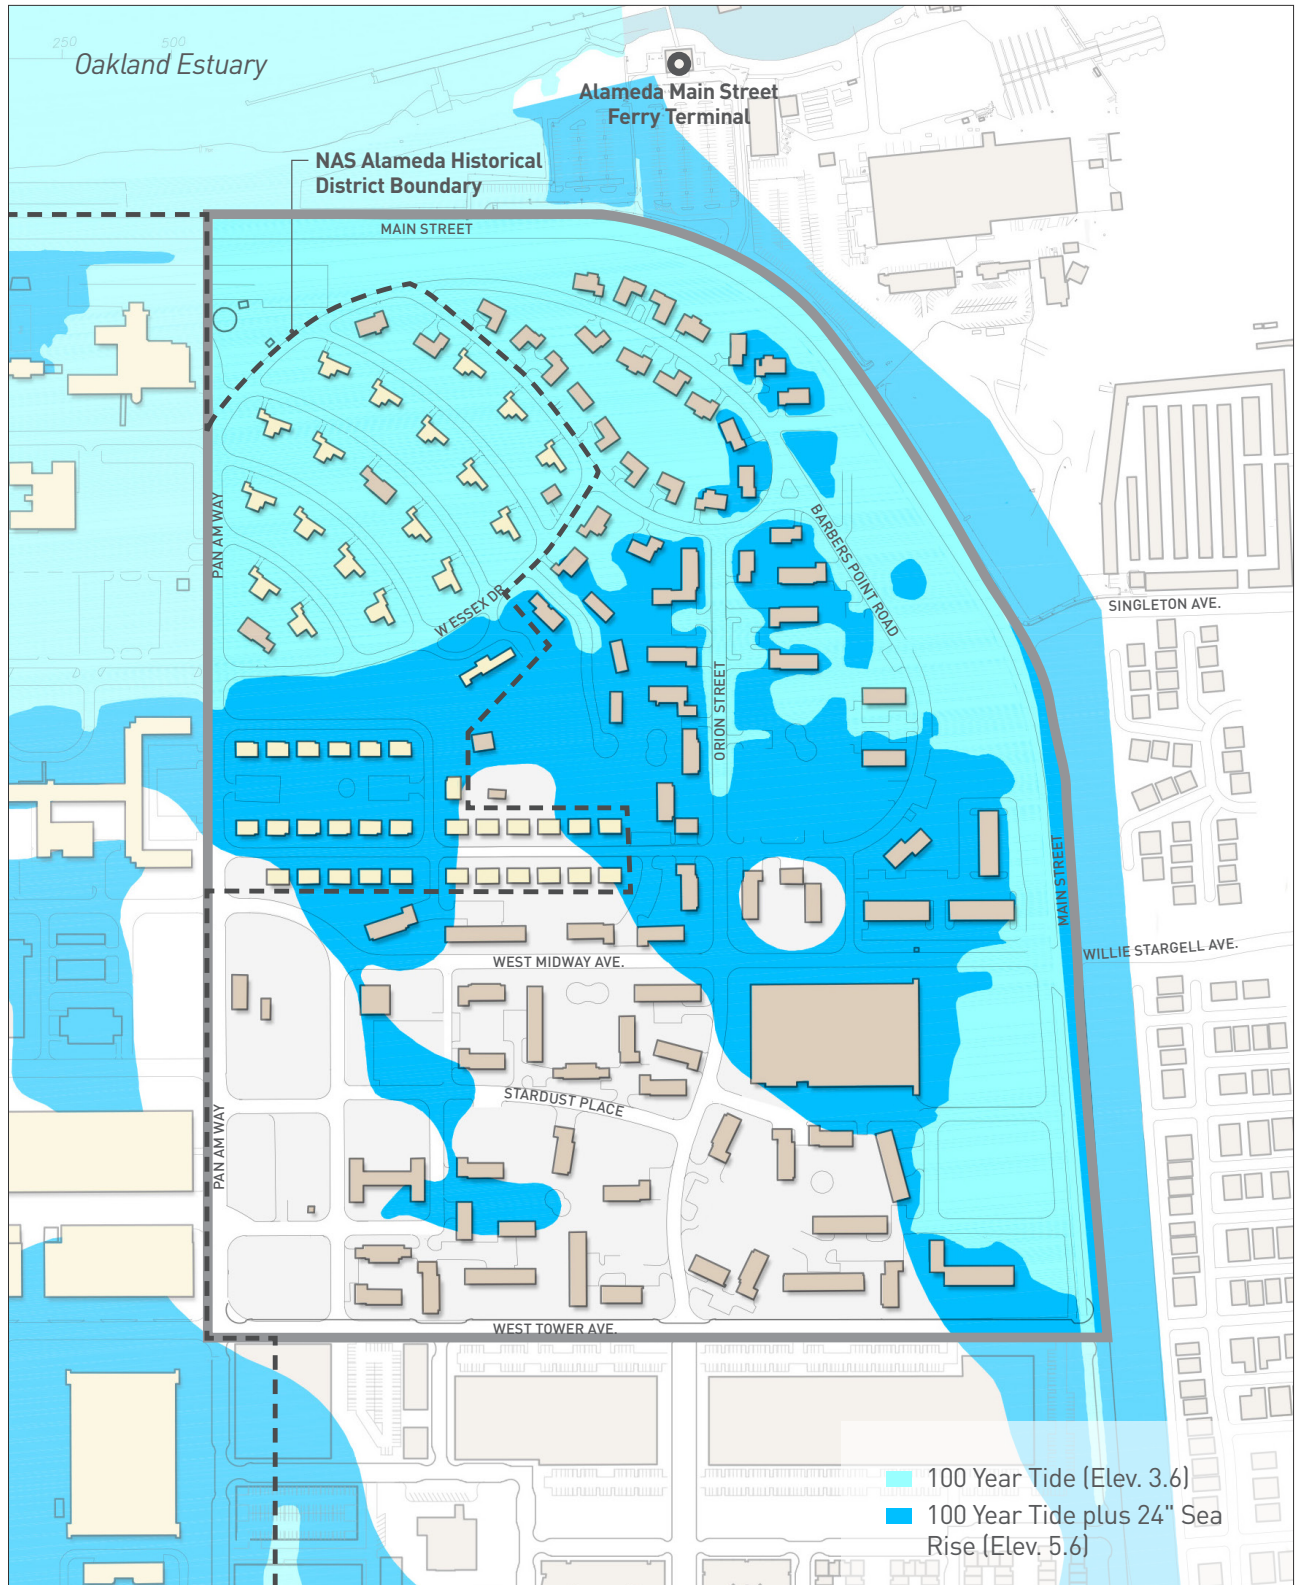 250
500
Oakland Estuary
Alameda Main Street
Ferry Terminal
NAS Alameda Historical
District Boundary
MAIN STREET
PAN AM WAY
W ESSEX DR.
BARBERS POINT ROAD
SINGLETON AVE.
ORION STREET
MAIN STREET
WILLIE STARGELL AVE.
WEST MIDWAY AVE.
STARDUST PLACE
PAN AM WAY
WEST TOWER AVE.
100 Year Tide (Elev. 3.6)
100 Year Tide plus 24" Sea
Rise (Elev. 5.6)